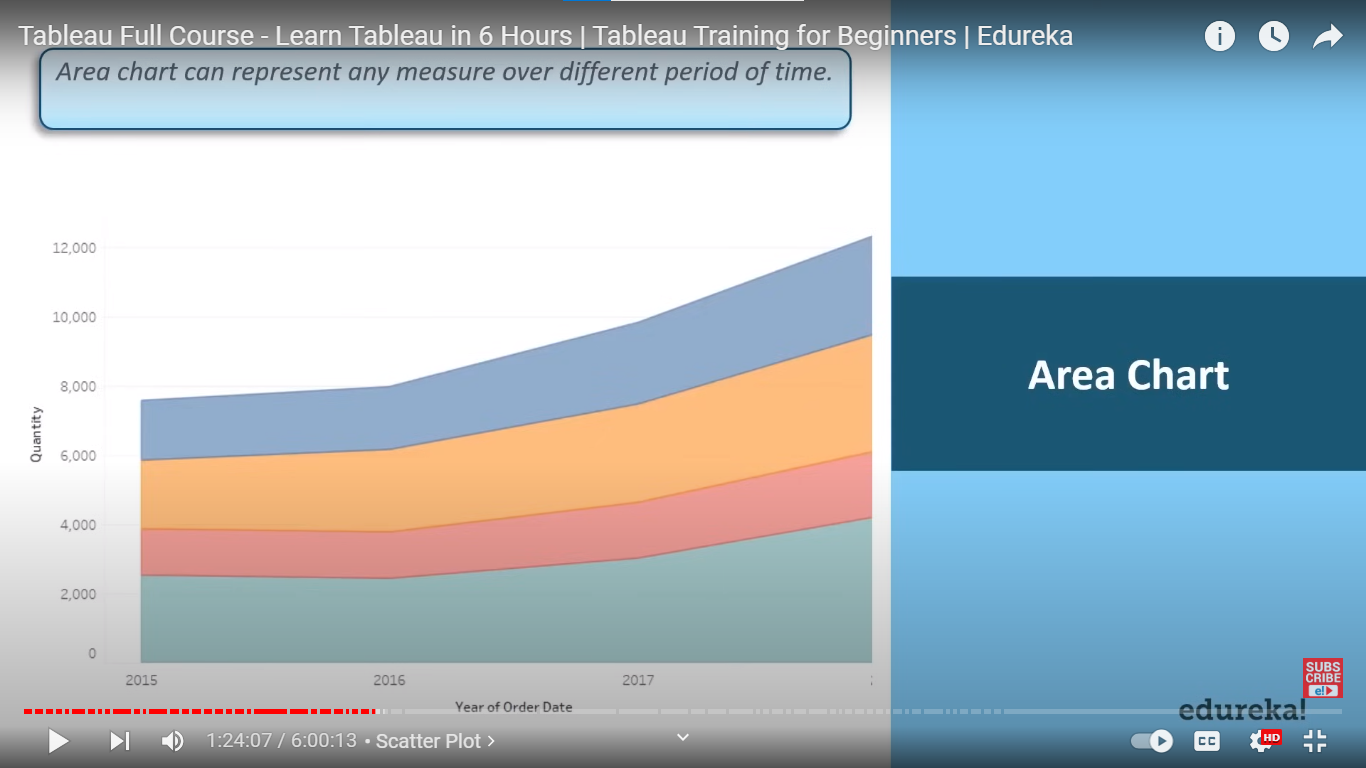 Tableau Full Course - Learn Tableau in 6 Hours | Tableau Training for Beginners | Edureka
Area chart can represent any measure over different period of time.
12,000
10,000
8,000
6,000
4,000
2,000
0
Quantity
2015
2016
2017
Year of Order Date
Area Chart
SUBS
CRIBE
e!
edureka!
1:24:07 / 6:00:13 • Scatter Plot
CC
HD